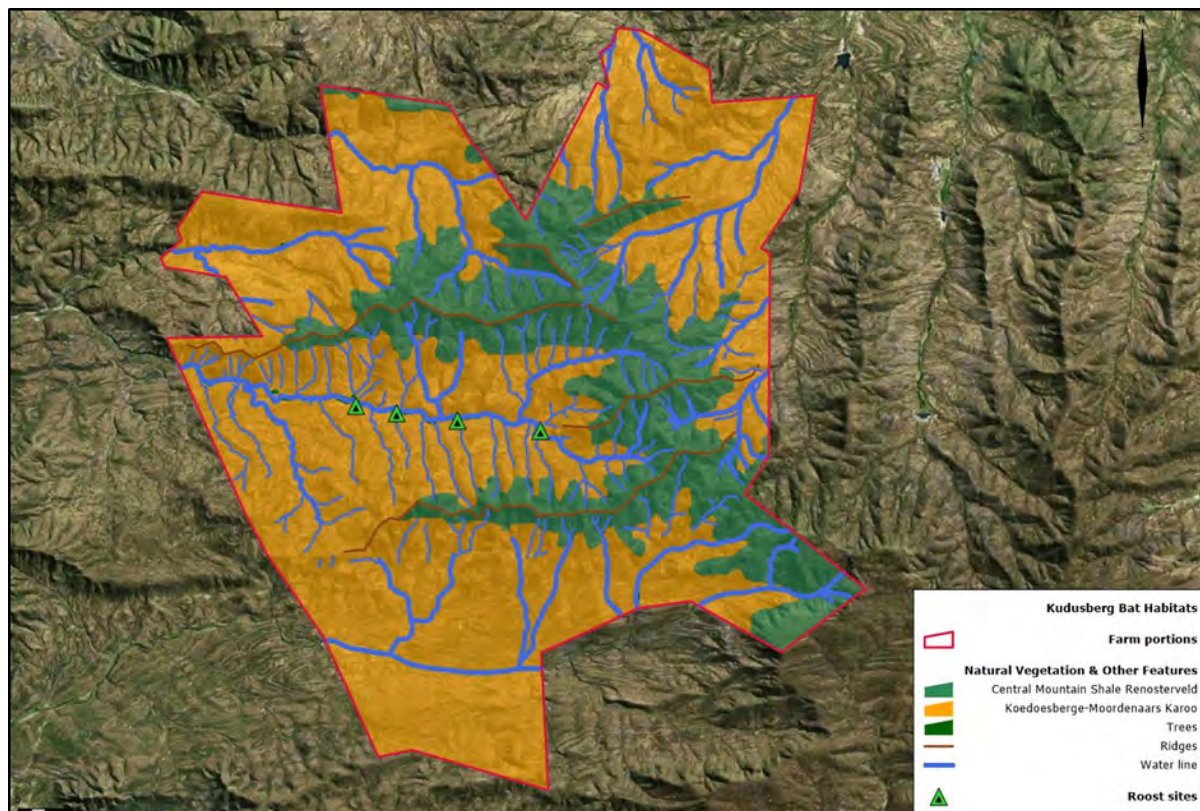 Kudusberg Bat Habitats
Farm portions
Natural Vegetation & Other Features
Central Mountain Shale Renosterveld
Koedoesberge-Moordenaars Karoo
Trees
Ridges
Water line
Roost sites